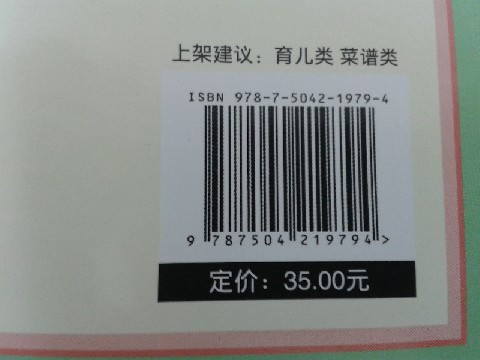 上架建议：育儿类 菜谱类
ISBN 978-7-5042-1979-4
9 787504 219794 >
定价：35.00元